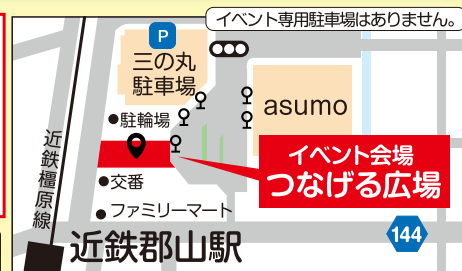 イベント専用駐車場はありません。
P
三の丸
駐車場
asumo
●駐輪場
イベント会場
つなげる広場
●交番
●ファミリーマート
近鉄橿原線
近鉄郡山駅
144